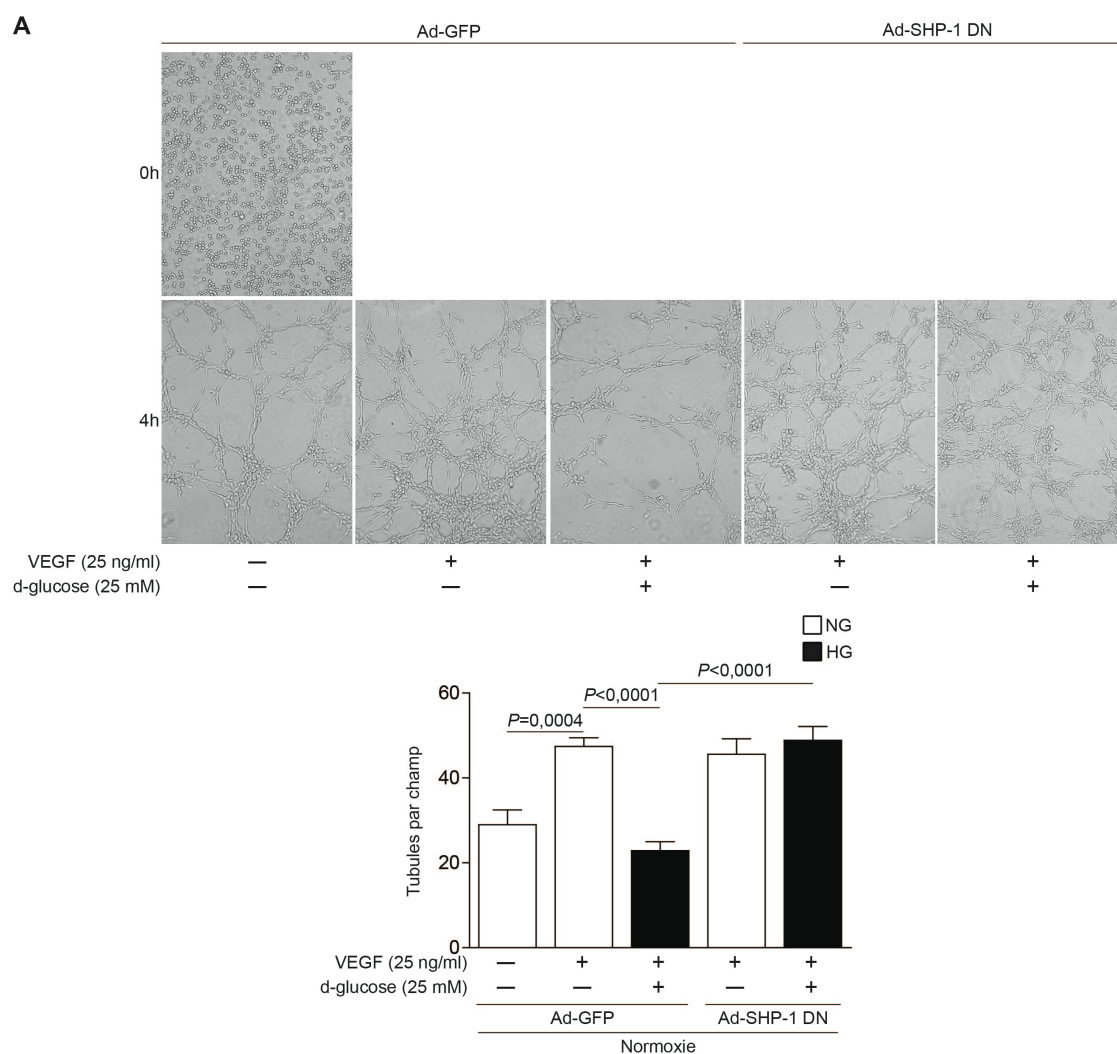 A
Ad-GFP
Ad-SHP-1 DN
0h
4h
VEGF (25 ng/ml) — + + + +
d-glucose (25 mM) — — + — +
NG
HG
P<0,0001
P<0,0001
P=0,0004
60
40
20
0
Tubules par champ
VEGF (25 ng/ml) — + + + +
d-glucose (25 mM) — — + — +
Ad-GFP
Ad-SHP-1 DN
Normoxie